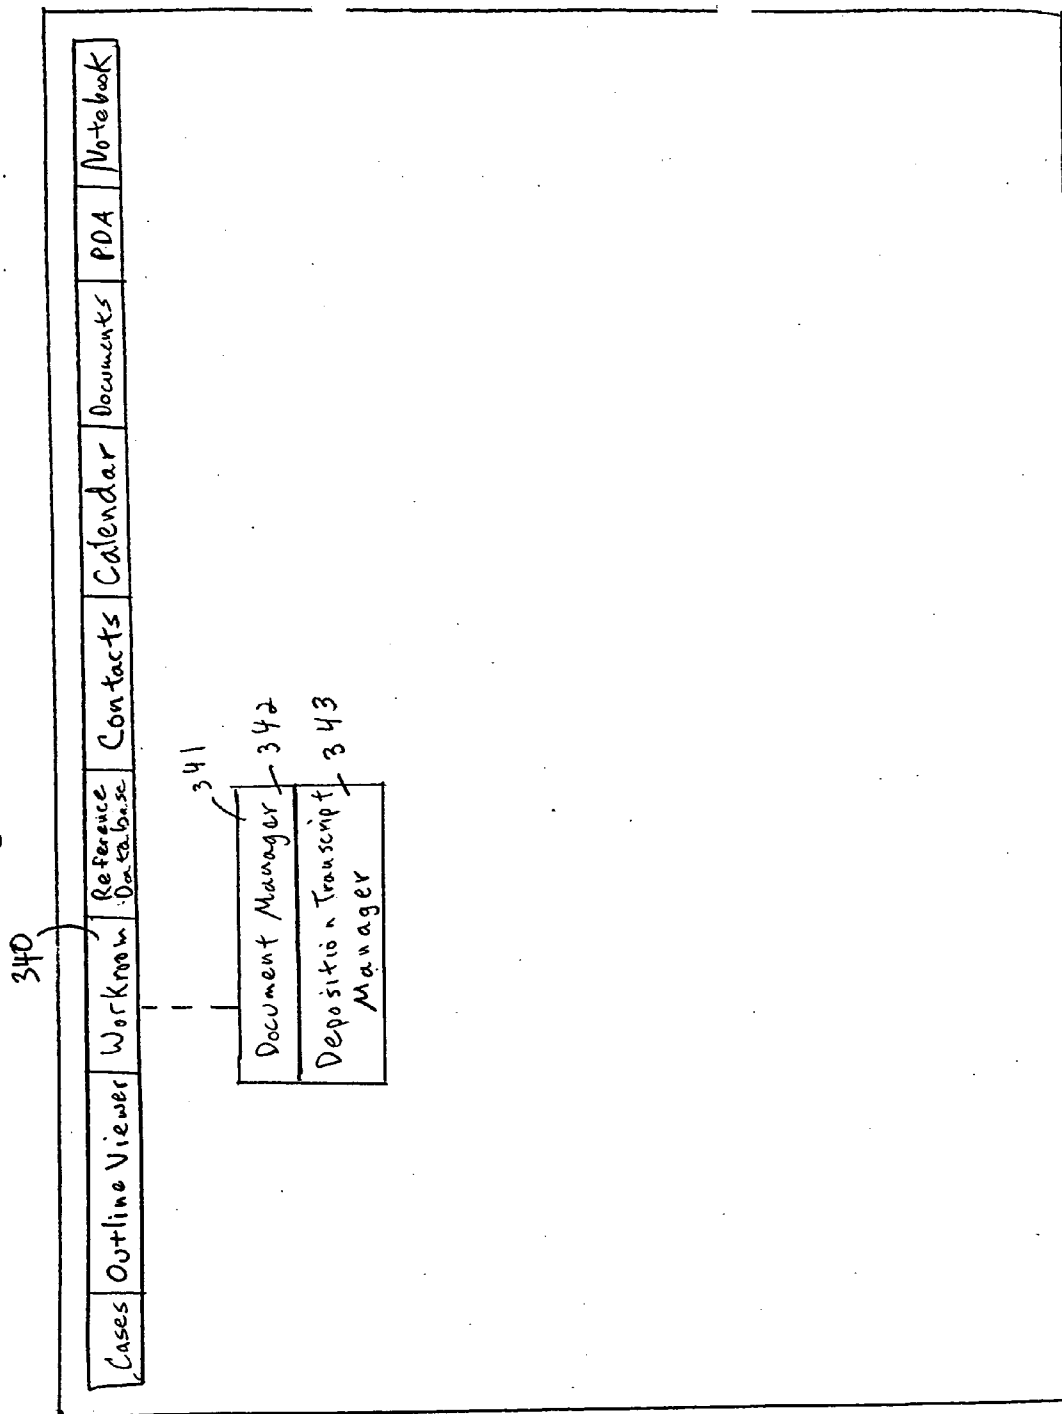 340
Cases
Outline Viewer
Workroom
Reference
Database
Contacts
Calendar
Documents
PDA
Notebook
341
Document Manager
342
Deposition Transcript
Manager
343